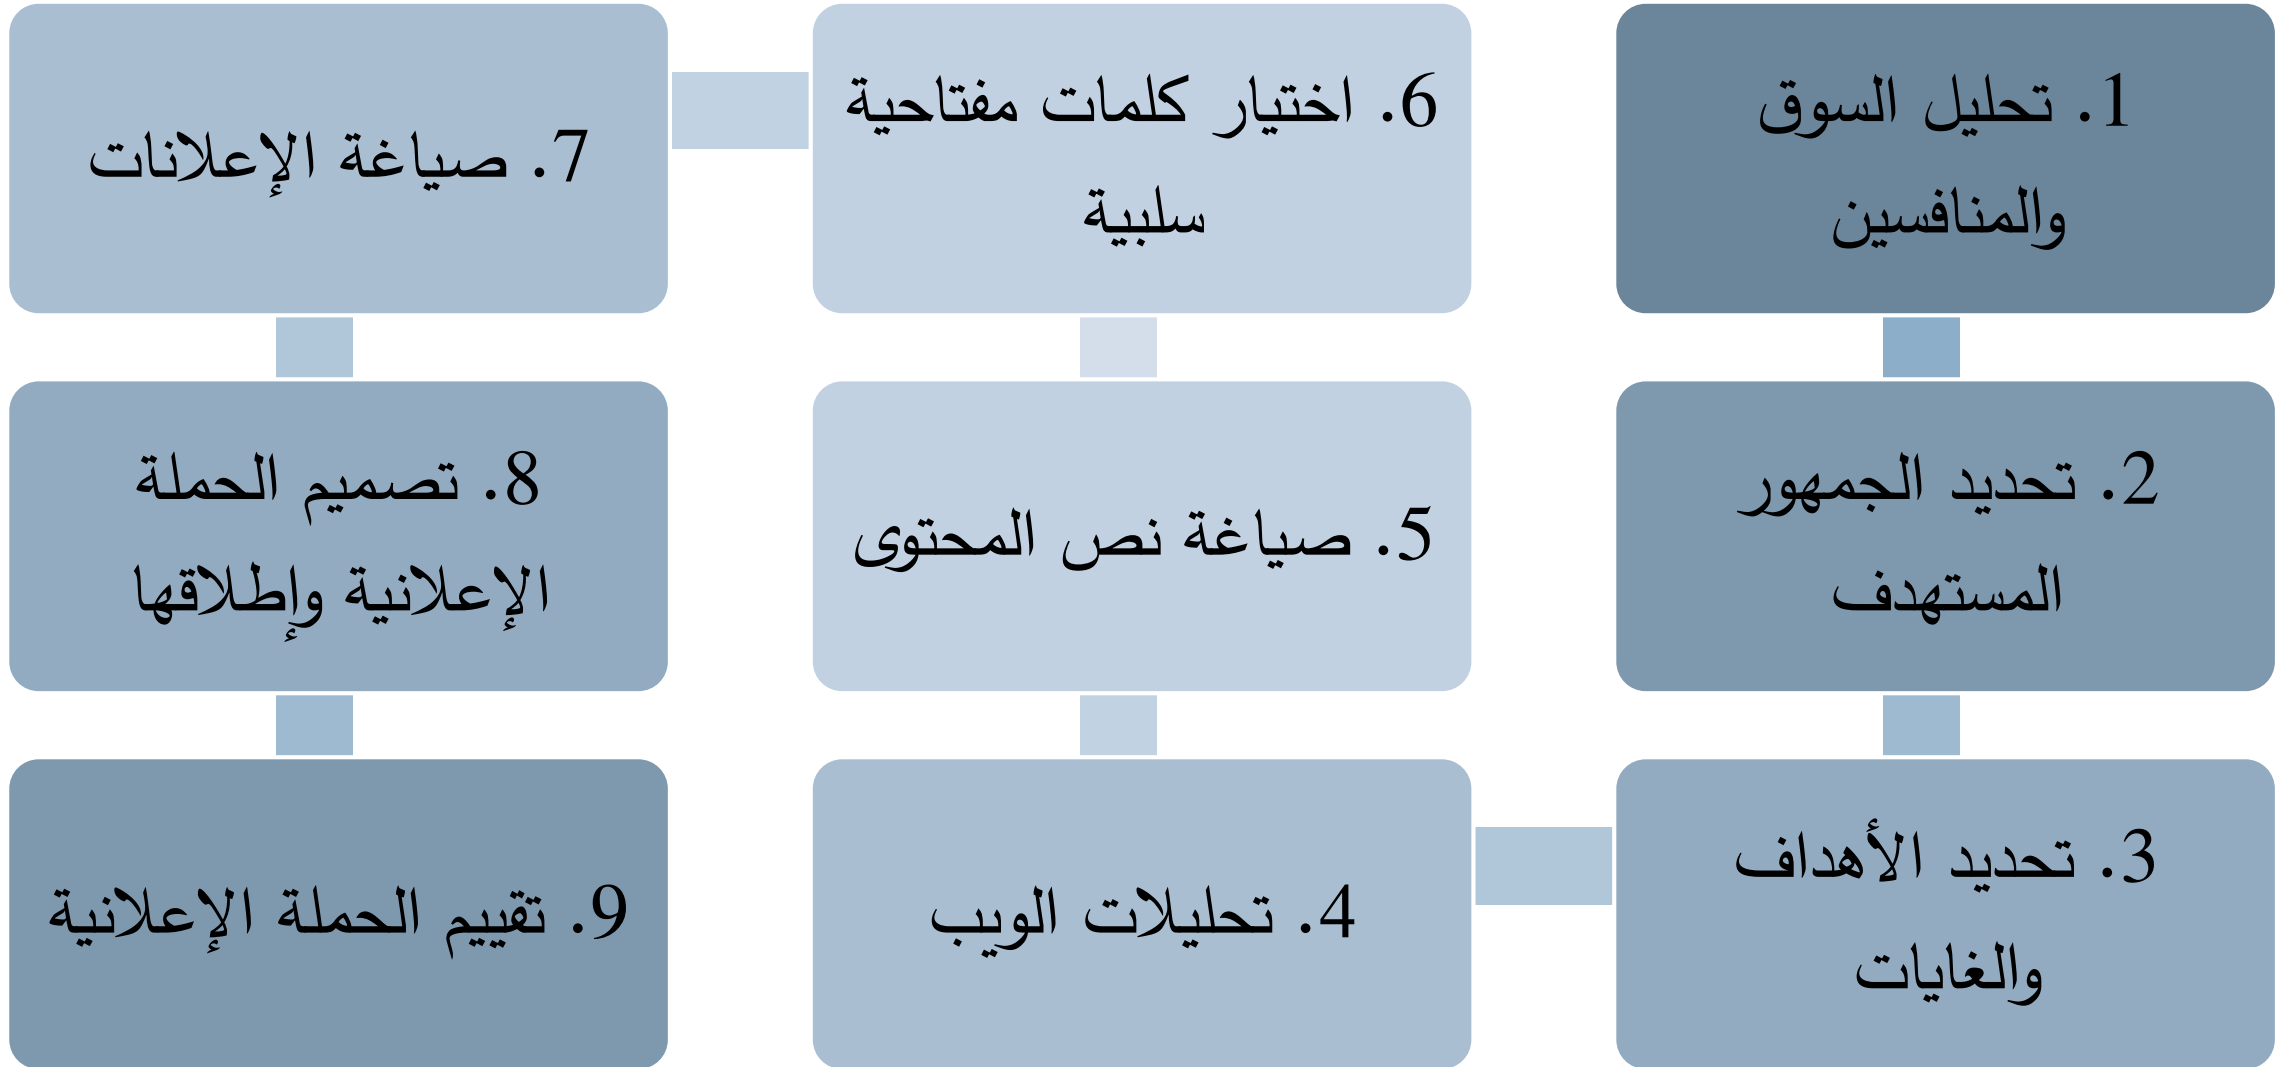 1. تحليل السوق
والمنافسين
2. تحديد الجمهور
المستهدف
3. تحديد الأهداف
والغايات
4. تحليلات الويب
5. صياغة نص المحتوى
6. اختيار كلمات مفتاحية
سلبية
7. صياغة الإعلانات
8. تصميم الحملة
الإعلانية وإطلاقها
9. تقييم الحملة الإعلانية